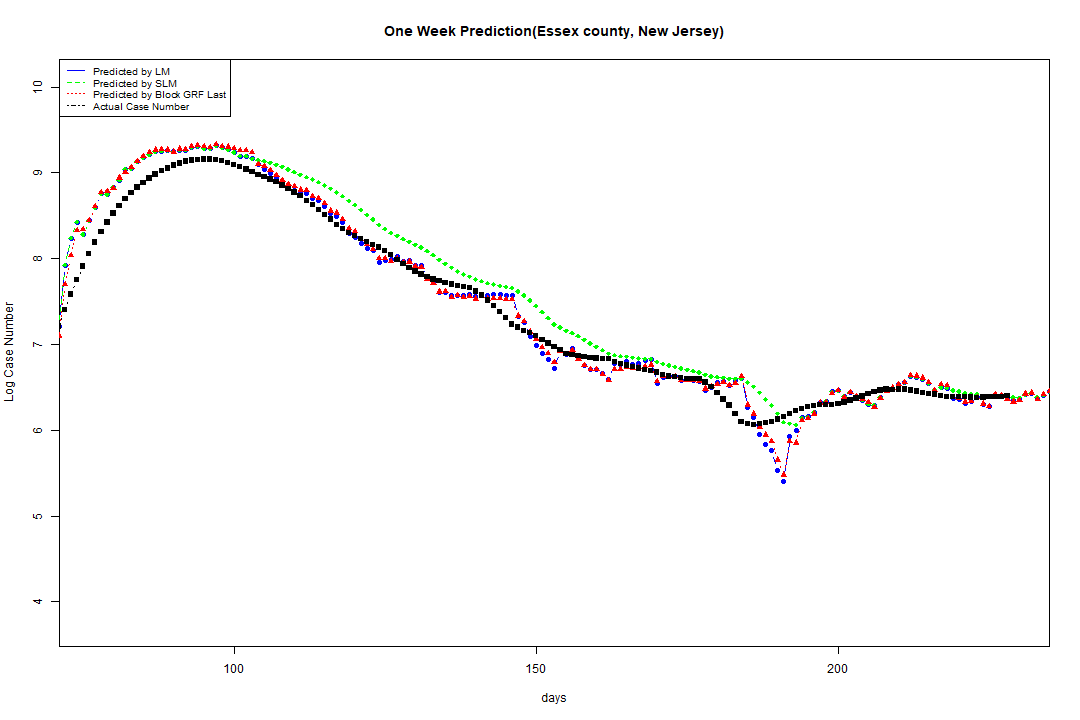 One Week Prediction(Essex county, New Jersey)
Predicted by LM
Predicted by SLM
Predicted by Block GRF Last
Actual Case Number
10
9
8
7
6
5
4
Log Case Number
100
150
200
days